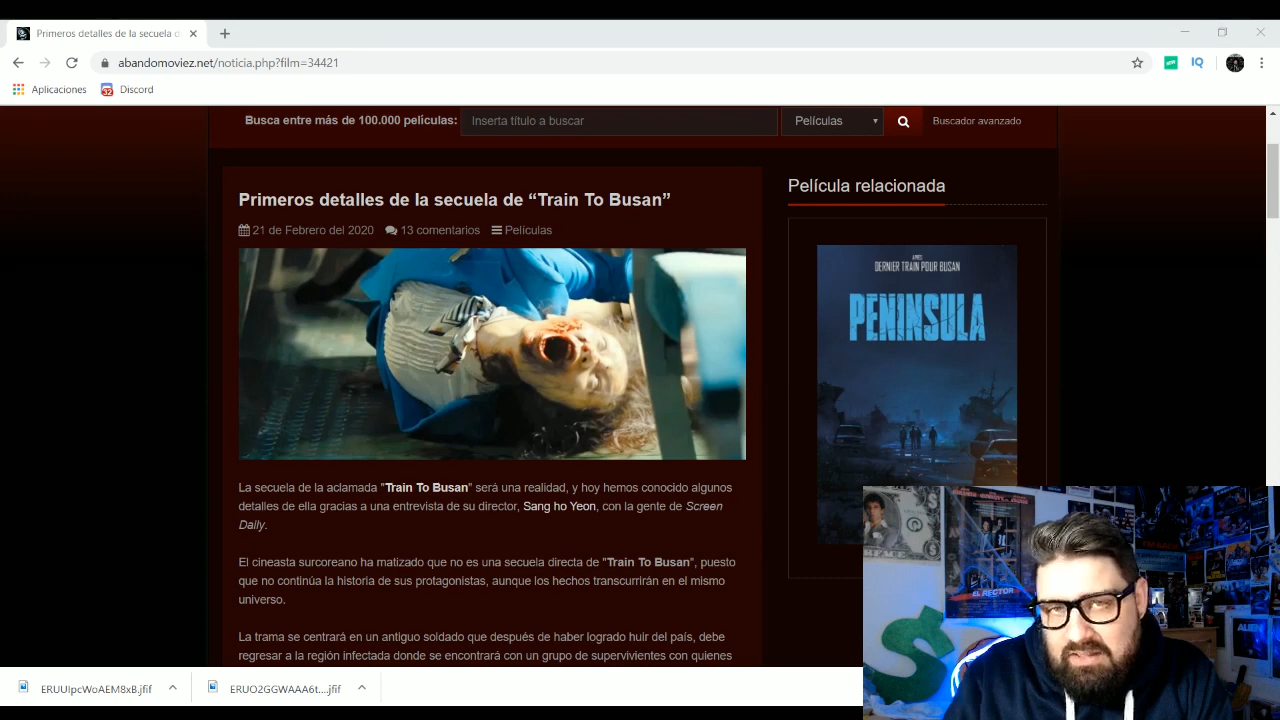 Primeros detalles de la secuela d
abandomoviez.net/noticia.php?film=34421
IQ
Aplicaciones
32
Discord
Busca entre más de 100.000 películas:
Inserta título a buscar
Películas
Buscador avanzado
Primeros detalles de la secuela de “Train To Busan”
21 de Febrero del 2020
13 comentarios
Películas
La secuela de la aclamada "Train To Busan" será una realidad, y hoy hemos conocido algunos
detalles de ella gracias a una entrevista de su director, Sang ho Yeon, con la gente de Screen
Daily.
El cineasta surcoreano ha matizado que no es una secuela directa de "Train To Busan", puesto
que no continúa la historia de sus protagonistas, aunque los hechos transcurrirán en el mismo
universo.
La trama se centrará en un antiguo soldado que después de haber logrado huir del país, debe
regresar a la región infectada donde se encontrará con un grupo de supervivientes con quienes
Película relacionada
APRÈS
DERNIER TRAIN POUR BUSAN
PENINSULA
EL RECTOR
ALIEN
S
ERUUIpcWoAEM8xB.jfif
ERUO2GGWAAA6t....jfif